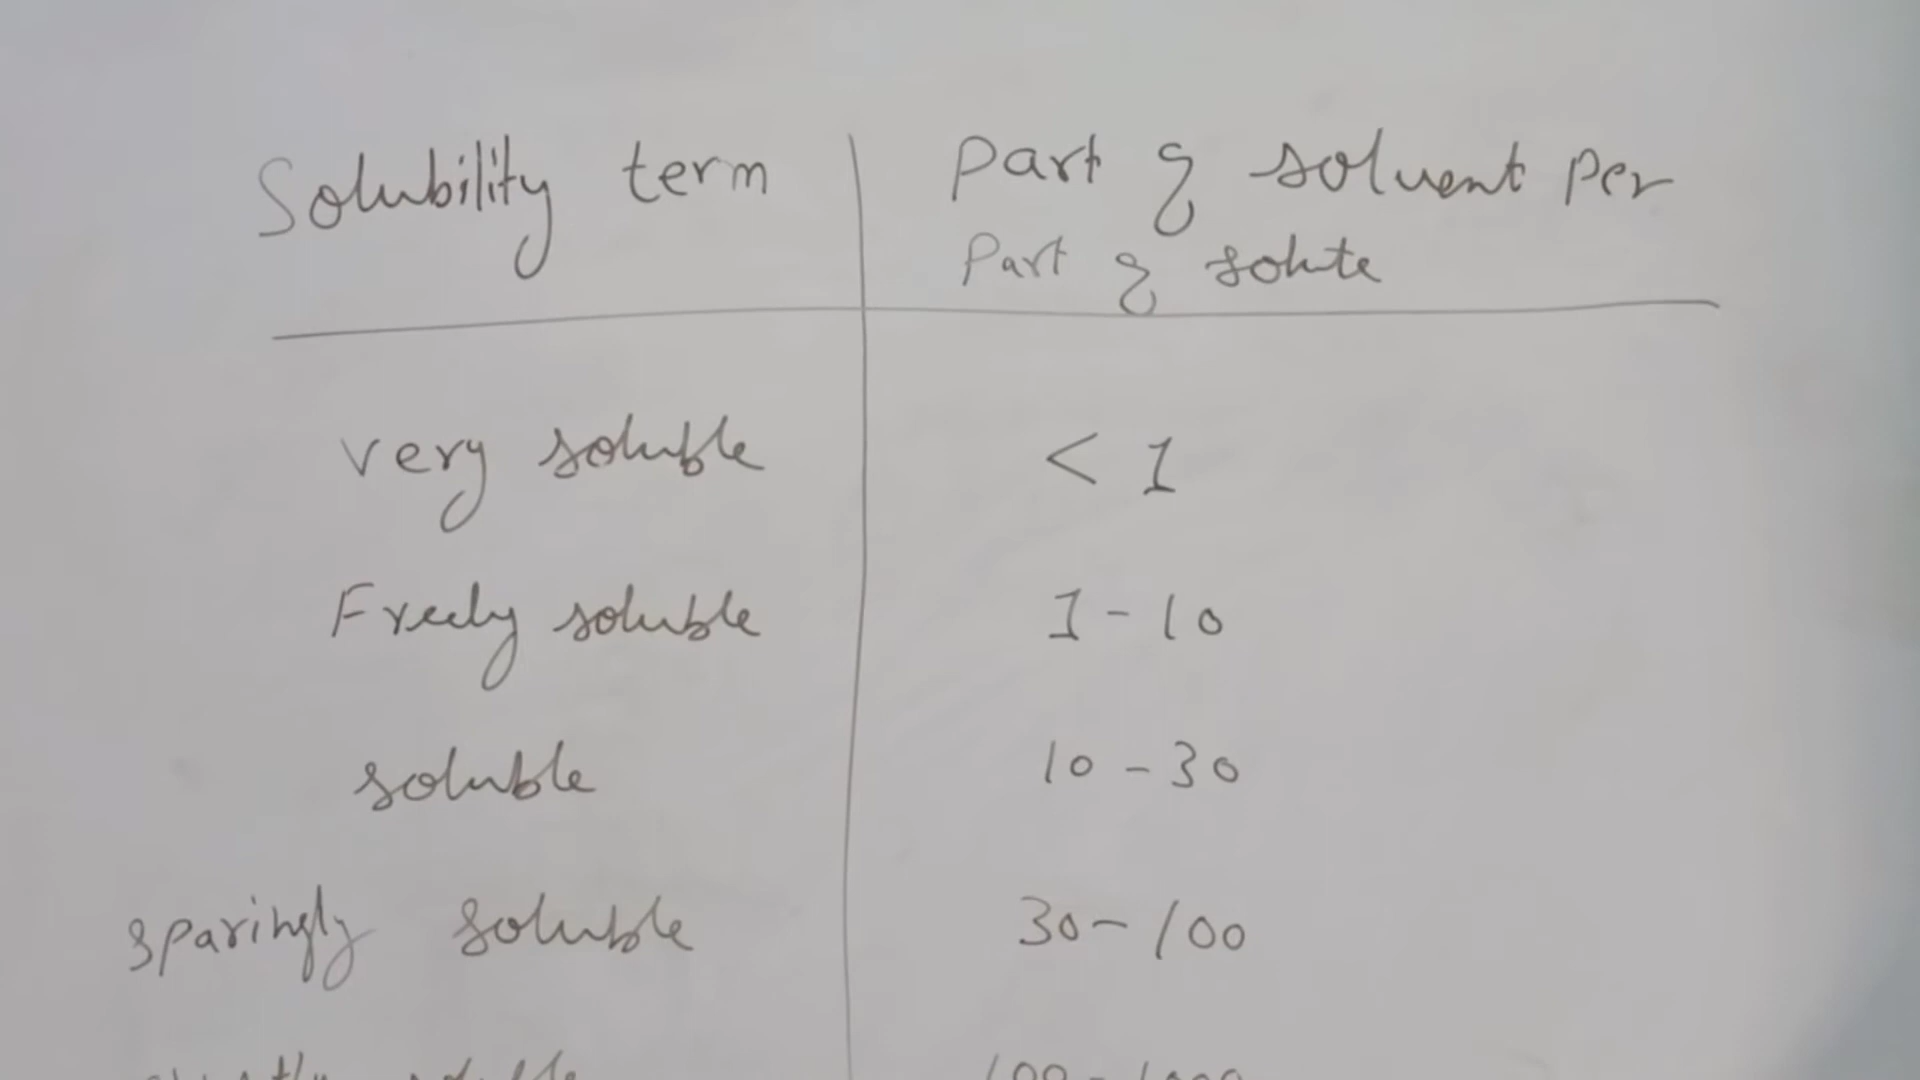 Solubility term | Part of solvent per
Part of solute
very soluble | < 1
Freely soluble | 1 - 10
soluble | 10 - 30
sparingly soluble | 30 - 100
soluble